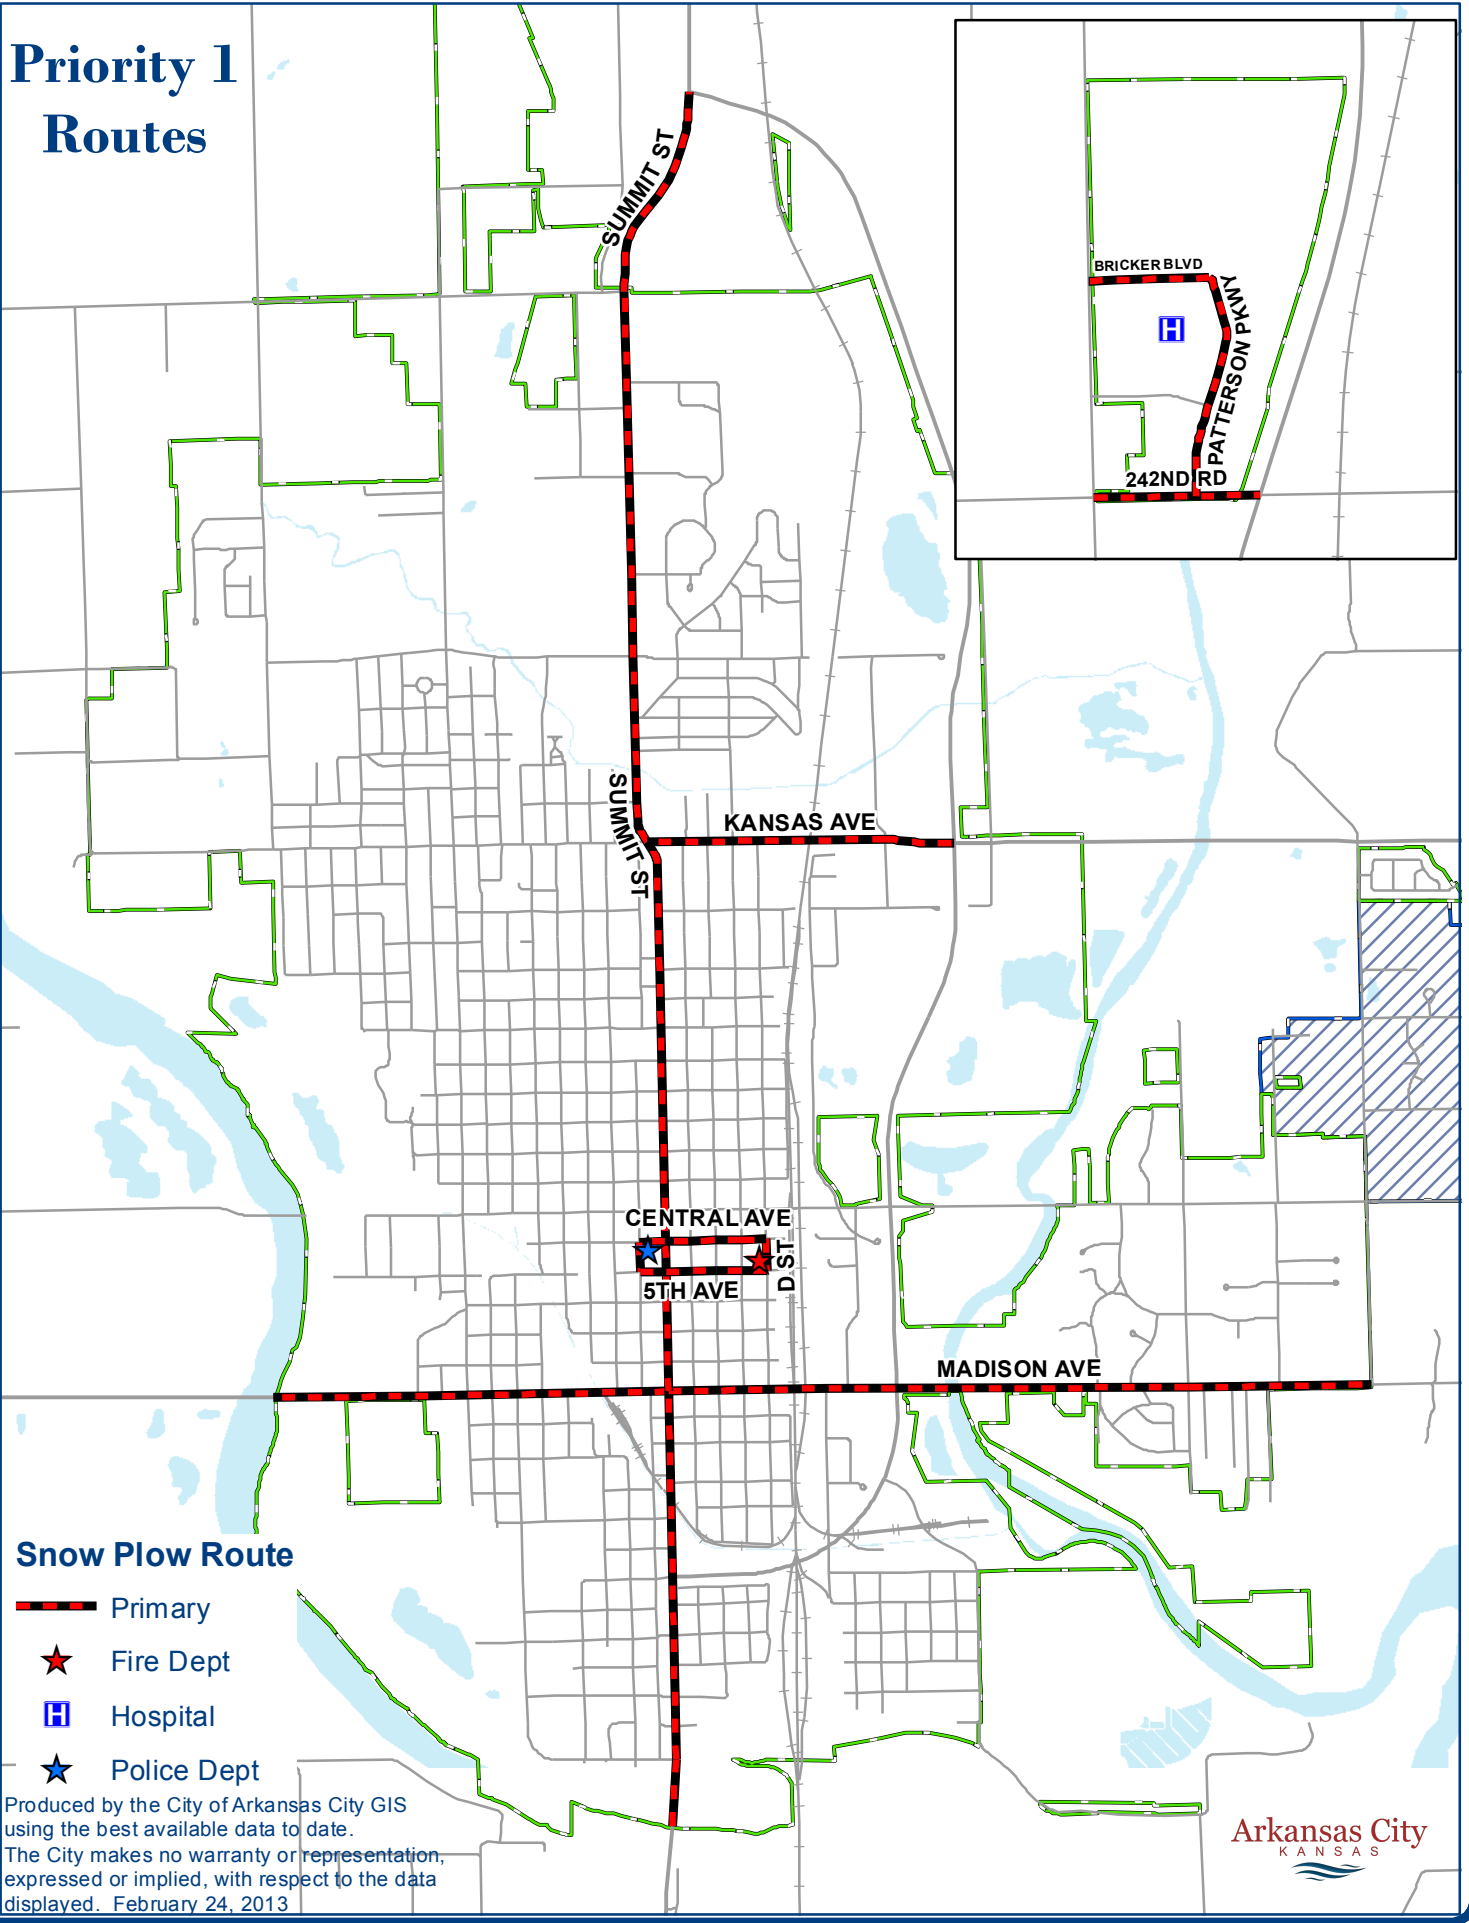 Priority 1
Routes
SUMMIT ST
BRICKER BLVD
H
PATTERSON PKWY
242ND RD
SUMMIT ST
KANSAS AVE
CENTRAL AVE
D ST
5TH AVE
MADISON AVE
Snow Plow Route
Primary
Fire Dept
H Hospital
Police Dept
Produced by the City of Arkansas City GIS
using the best available data to date.
The City makes no warranty or representation,
expressed or implied, with respect to the data
displayed. February 24, 2013
Arkansas City
KANSAS